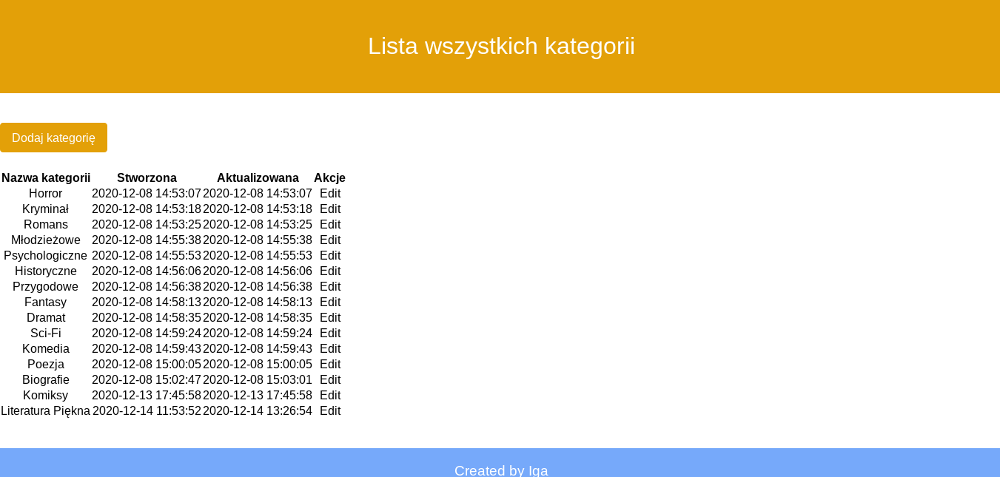 Lista wszystkich kategorii
Dodaj kategorię
Nazwa kategorii Stworzona Aktualizowana Akcje
Horror 2020-12-08 14:53:07 2020-12-08 14:53:07 Edit
Kryminał 2020-12-08 14:53:18 2020-12-08 14:53:18 Edit
Romans 2020-12-08 14:53:25 2020-12-08 14:53:25 Edit
Młodzieżowe 2020-12-08 14:55:38 2020-12-08 14:55:38 Edit
Psychologiczne 2020-12-08 14:55:53 2020-12-08 14:55:53 Edit
Historyczne 2020-12-08 14:56:06 2020-12-08 14:56:06 Edit
Przygodowe 2020-12-08 14:56:38 2020-12-08 14:56:38 Edit
Fantasy 2020-12-08 14:58:13 2020-12-08 14:58:13 Edit
Dramat 2020-12-08 14:58:35 2020-12-08 14:58:35 Edit
Sci-Fi 2020-12-08 14:59:24 2020-12-08 14:59:24 Edit
Komedia 2020-12-08 14:59:43 2020-12-08 14:59:43 Edit
Poezja 2020-12-08 15:00:05 2020-12-08 15:00:05 Edit
Biografie 2020-12-08 15:02:47 2020-12-08 15:03:01 Edit
Komiksy 2020-12-13 17:45:58 2020-12-13 17:45:58 Edit
Literatura Piękna 2020-12-14 11:53:52 2020-12-14 13:26:54 Edit
Created by Iga